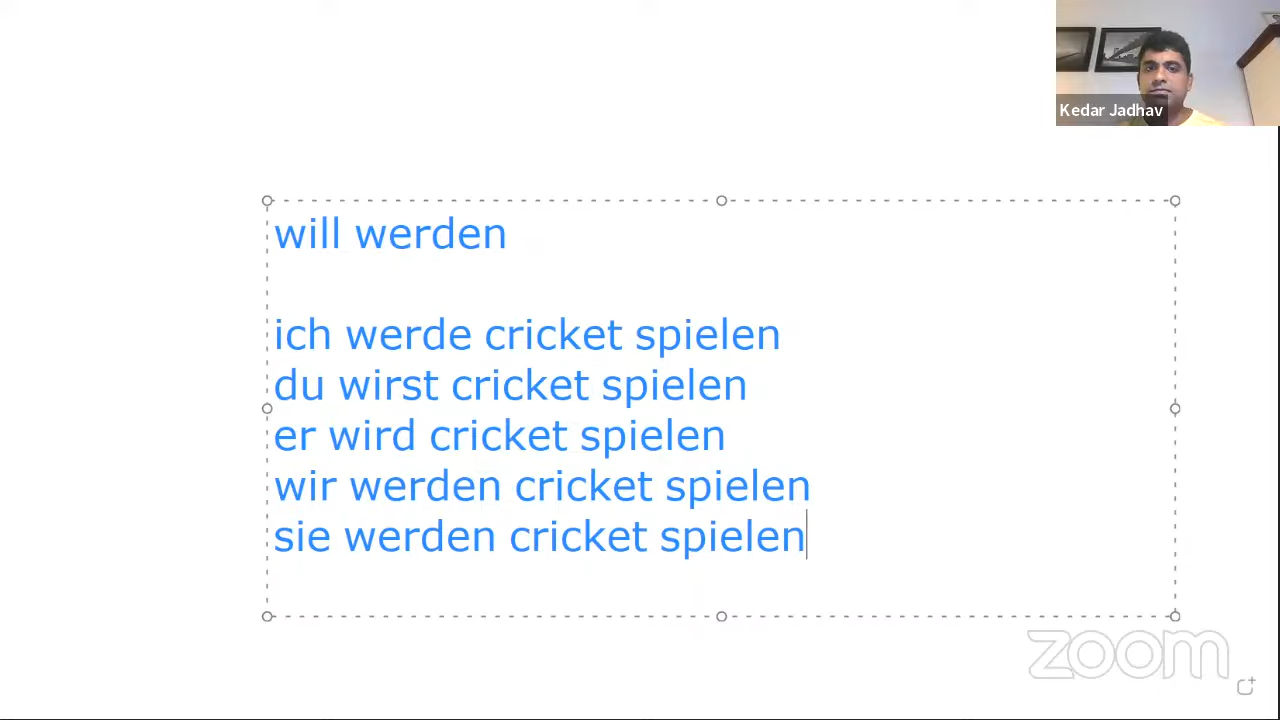 Kedar Jadhav
will werden
ich werde cricket spielen
du wirst cricket spielen
er wird cricket spielen
wir werden cricket spielen
sie werden cricket spielen
zoom